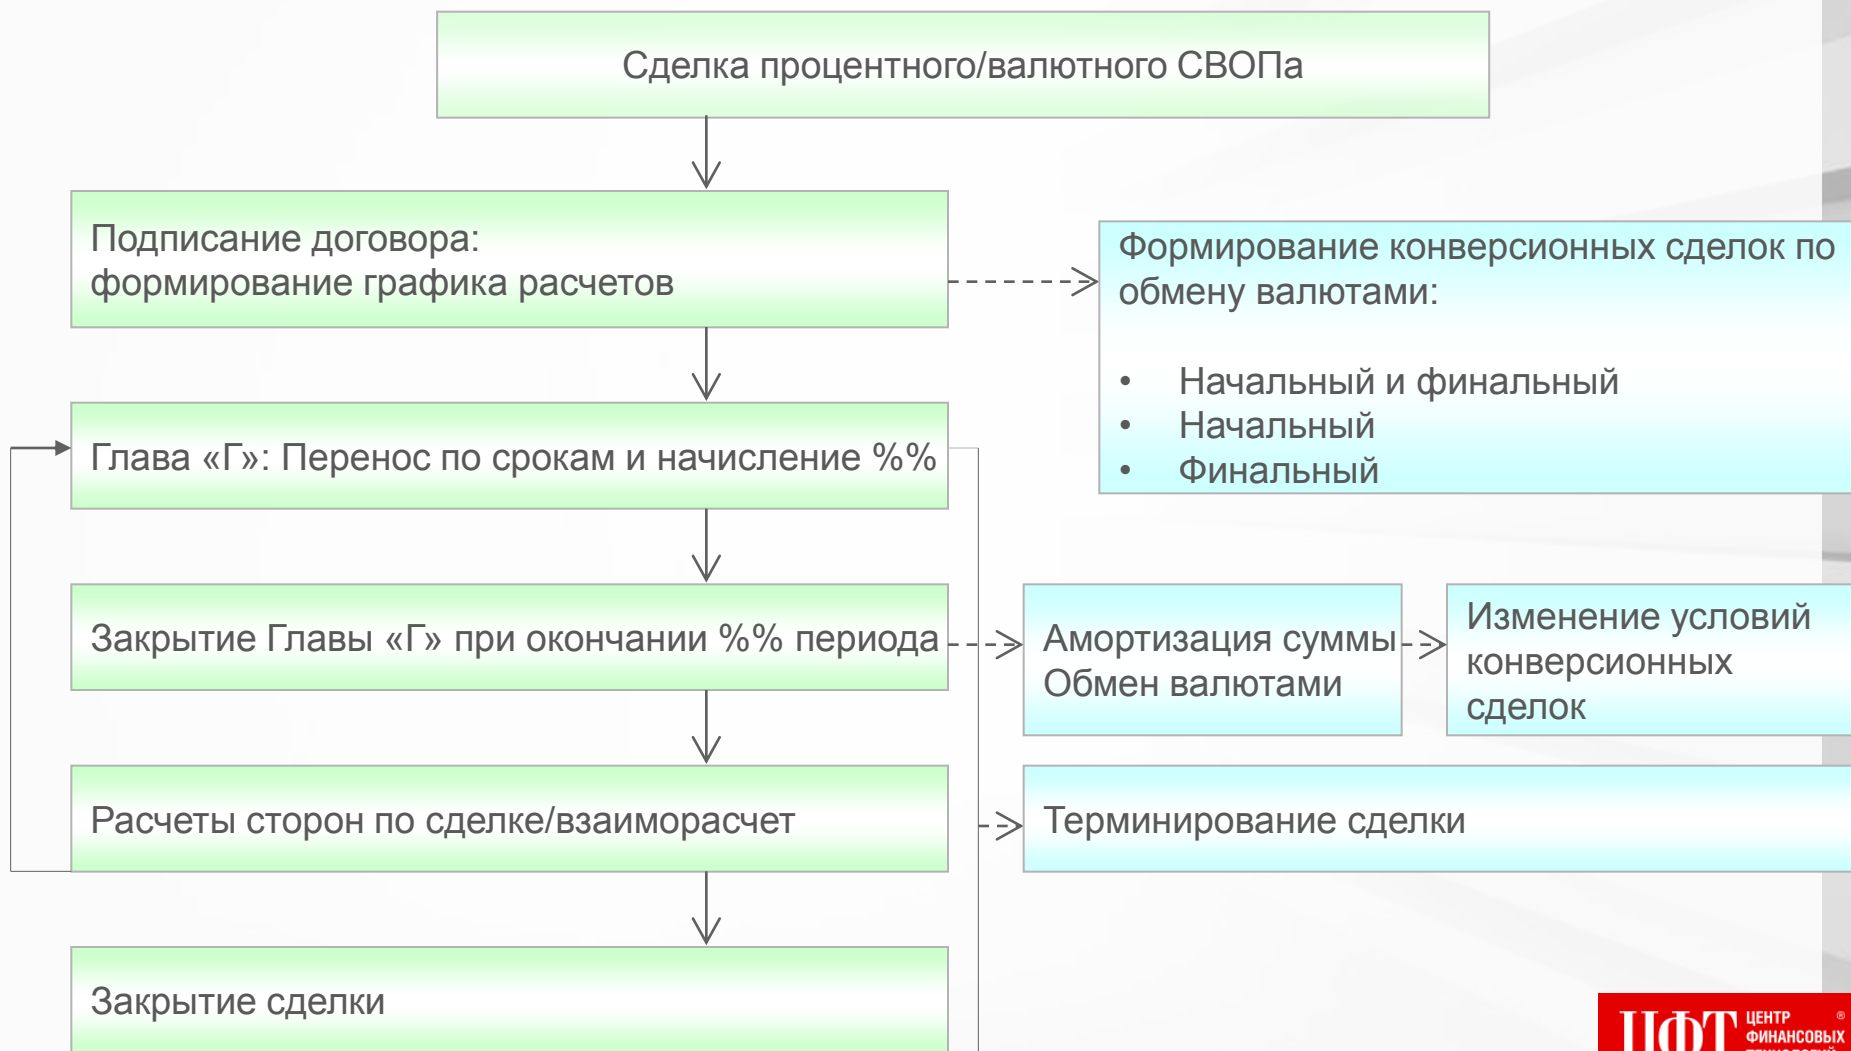 Сделка процентного/валютного СВОПа
Подписание договора:
формирование графика расчетов
Формирование конверсионных сделок по
обмену валютами:
• Начальный и финальный
• Начальный
• Финальный
Глава «Г»: Перенос по срокам и начисление %%
Закрытие Главы «Г» при окончании %% периода
Амортизация суммы
Обмен валютами
Изменение условий
конверсионных
сделок
Расчеты сторон по сделке/взаиморасчет
Терминирование сделки
Закрытие сделки
ЦФТ
ЦЕНТР ®
ФИНАНСОВЫХ